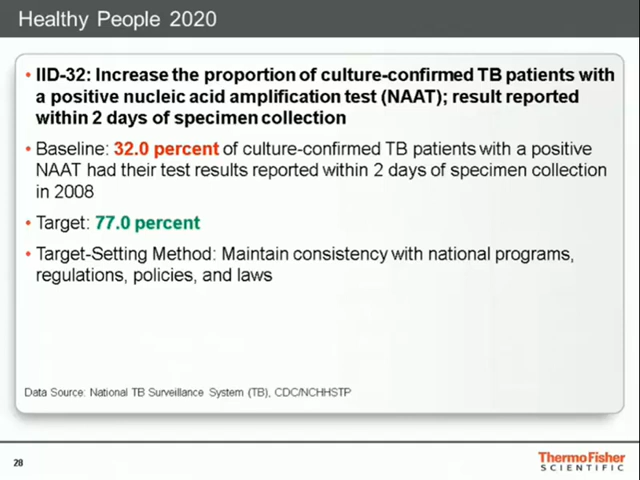 Healthy People 2020
• IID-32: Increase the proportion of culture-confirmed TB patients with
a positive nucleic acid amplification test (NAAT); result reported
within 2 days of specimen collection
• Baseline: 32.0 percent of culture-confirmed TB patients with a positive
NAAT had their test results reported within 2 days of specimen collection
in 2008
• Target: 77.0 percent
• Target-Setting Method: Maintain consistency with national programs,
regulations, policies, and laws
Data Source: National TB Surveillance System (TB), CDC/NCHHSTP
28
ThermoFisher
SCIENTIFIC